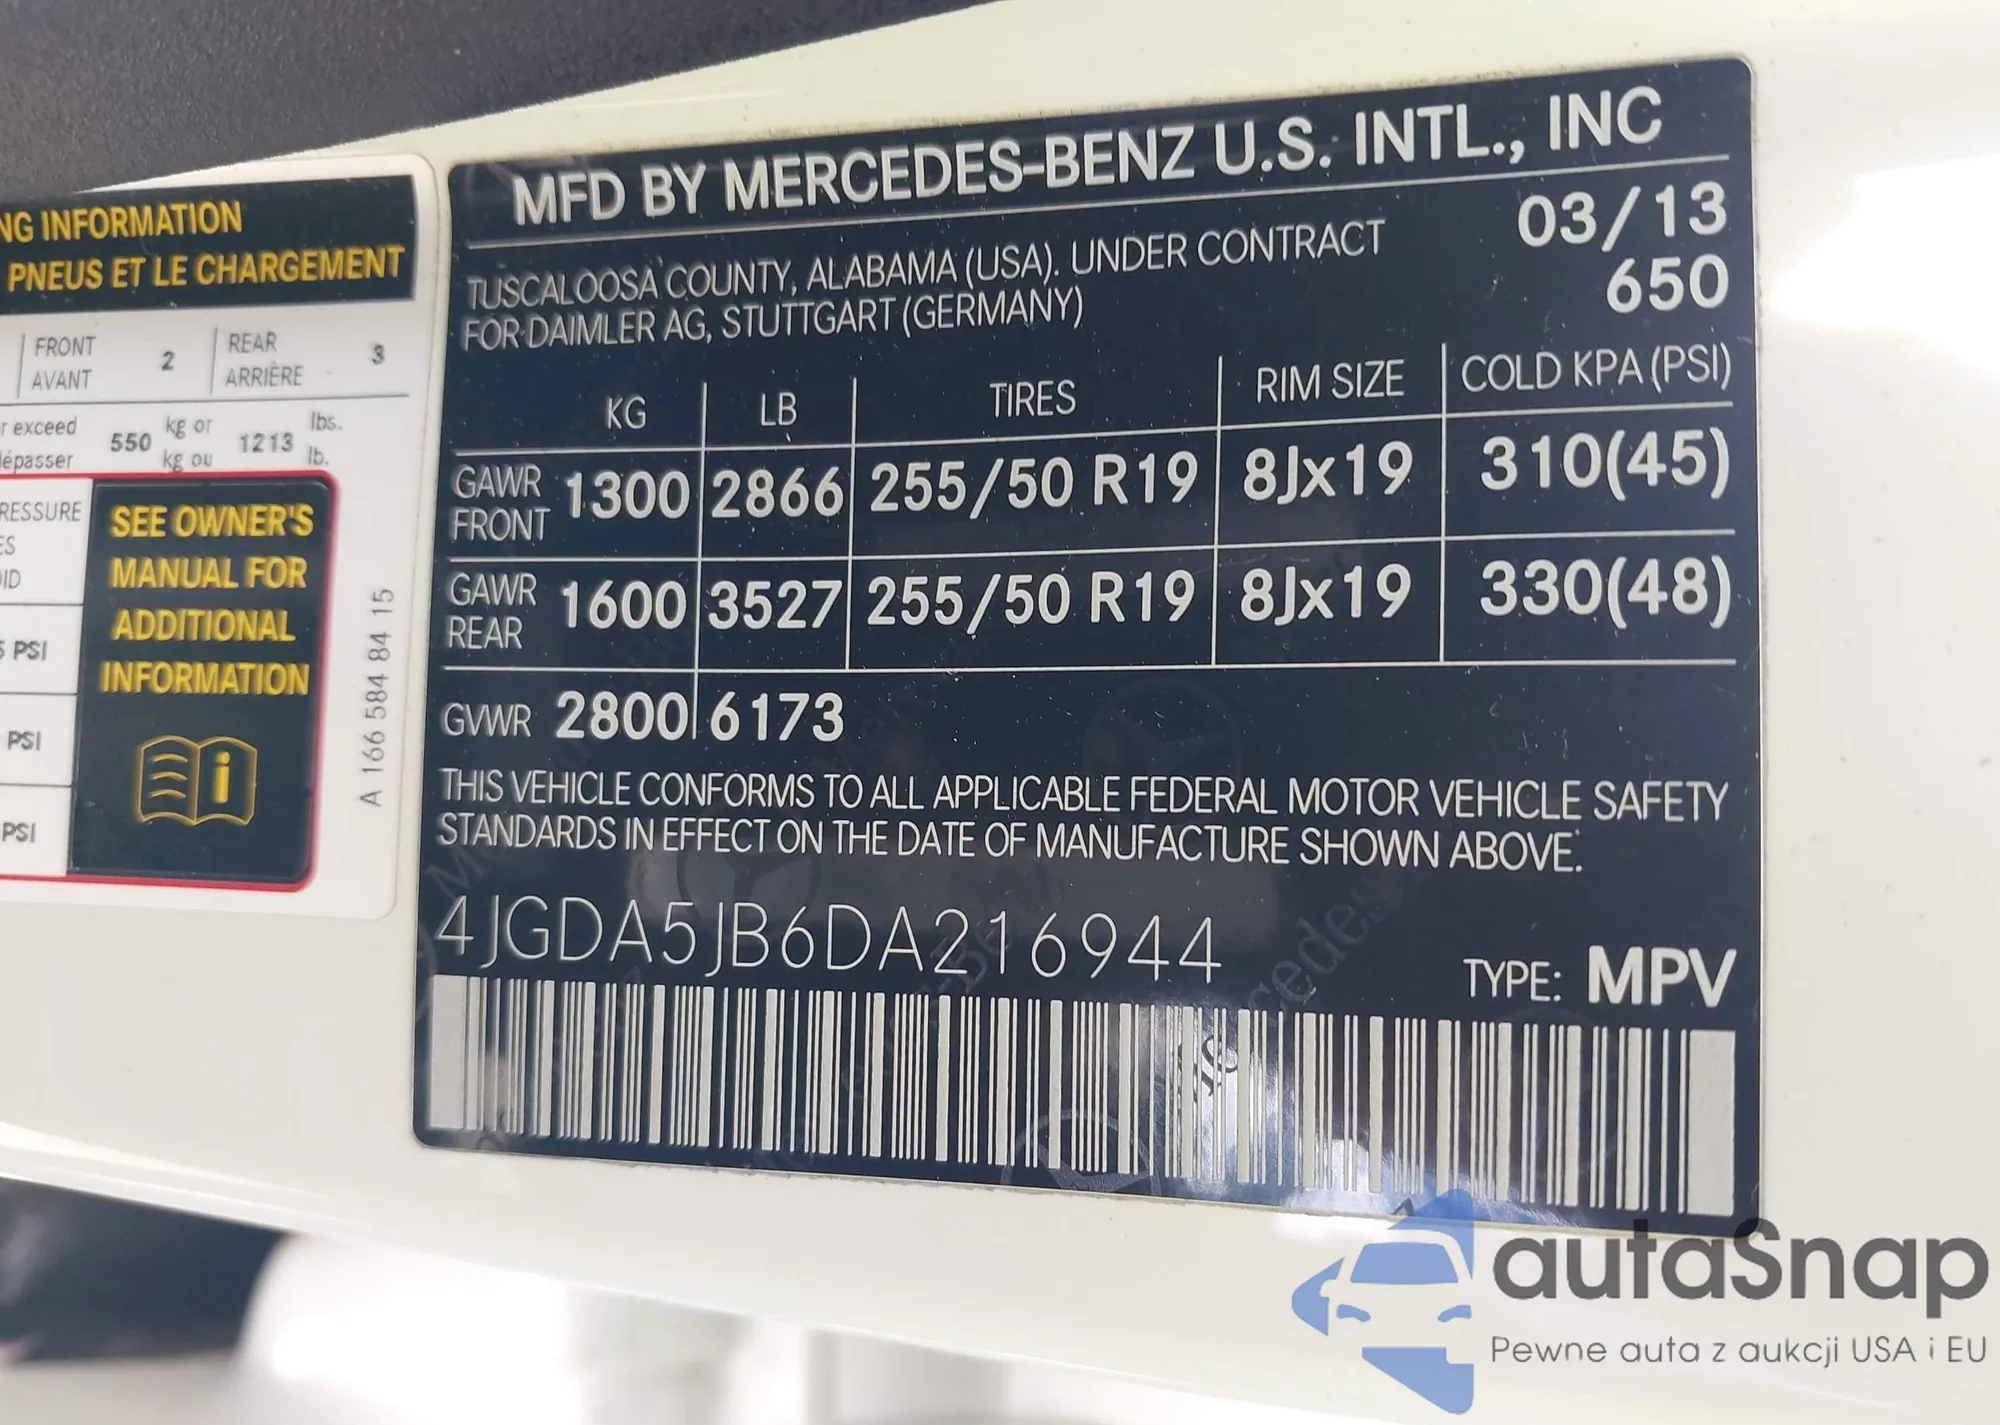 NG INFORMATION
PNEUS ET LE CHARGEMENT
FRONT
AVANT
2
REAR
ARRIÈRE
3
exceed
dépasser
550
kg or
kg ou
1213
lbs.
lb.
SEE OWNER'S
MANUAL FOR
ADDITIONAL
INFORMATION
PSI
PSI
PSI
A 166 584 84 15
MFD BY MERCEDES-BENZ U.S. INTL., INC
TUSCALOOSA COUNTY, ALABAMA (USA). UNDER CONTRACT
FOR DAIMLER AG, STUTTGART (GERMANY)
03/13
650
KG LB TIRES RIM SIZE COLD KPA (PSI)
GAWR FRONT 1300 2866 255/50 R19 8Jx19 310(45)
GAWR REAR 1600 3527 255/50 R19 8Jx19 330(48)
GVWR 2800 6173
THIS VEHICLE CONFORMS TO ALL APPLICABLE FEDERAL MOTOR VEHICLE SAFETY
STANDARDS IN EFFECT ON THE DATE OF MANUFACTURE SHOWN ABOVE.
4JGDA5JB6DA216944
TYPE: MPV
autaSnap
Pewne auta z aukcji USA i EU